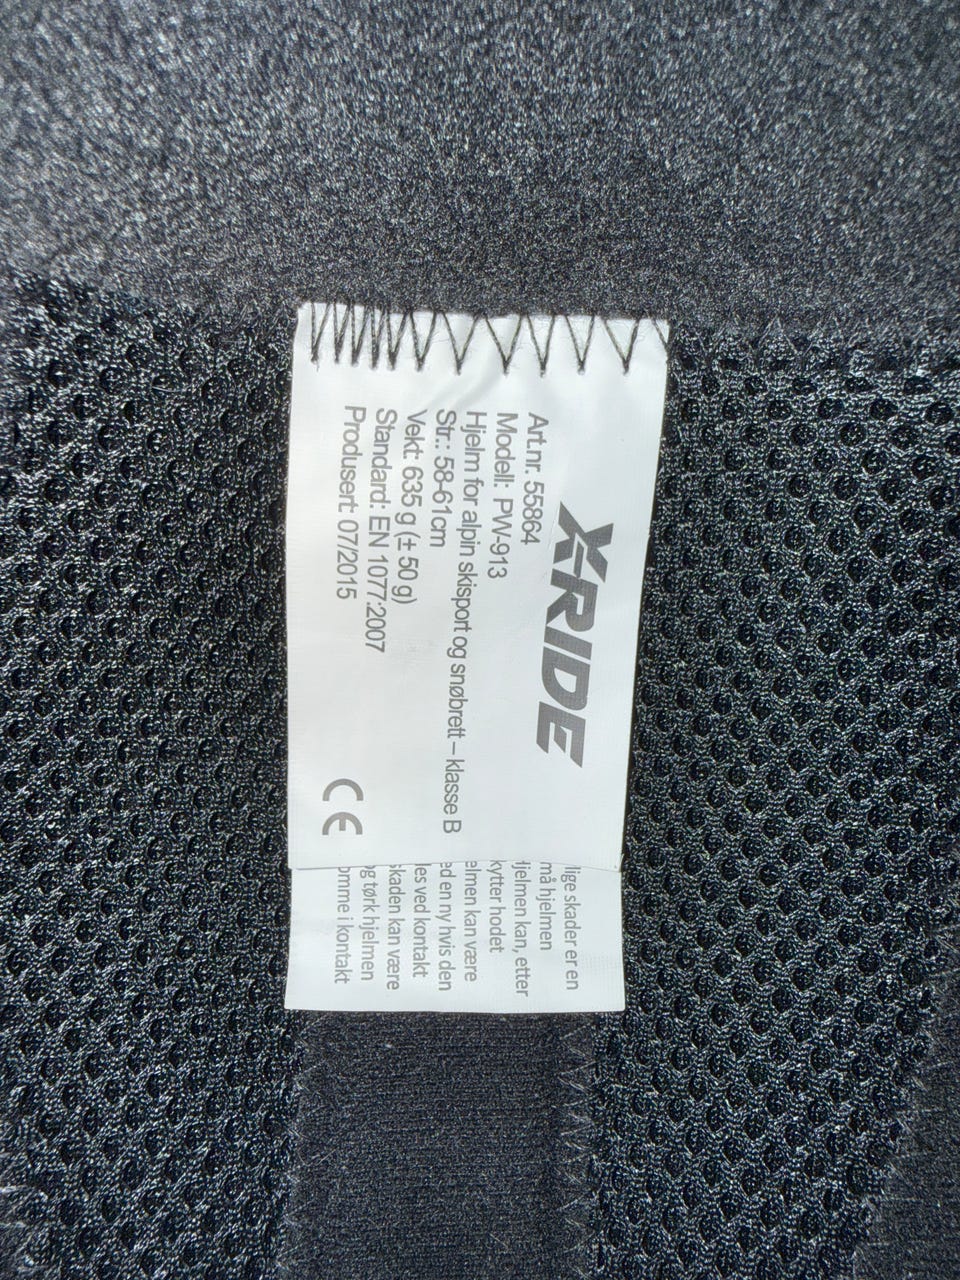 X-RIDE
Art.nr. 55864
Modell: PW-913
Hjelm for alpin skisport og snøbrett – klasse B
Str.: 58-61cm
Vekt: 635 g (± 50 g)
Standard: EN 1077:2007
Produsert: 07/2015
CE
lige skader er en
må hjelmen
Hjelmen kan, etter
kytter hodet
elmen kan være
ed en ny hvis den
es ved kontakt
skaden kan være
og tørk hjelmen
omme i kontakt